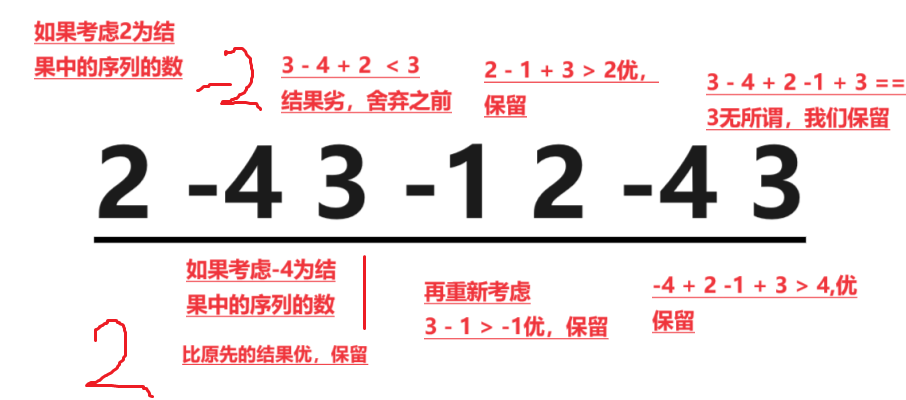 如果考虑2为结
果中的序列的数
-2
3 - 4 + 2 < 3
结果劣，舍弃之前
2 - 1 + 3 > 2优，
保留
3 - 4 + 2 -1 + 3 ==
3无所谓，我们保留
2 -4 3 -1 2 -4 3
如果考虑-4为结
果中的序列的数
比原先的结果优，保留
2
再重新考虑
3 - 1 > -1优，保留
-4 + 2 -1 + 3 > 4,优
保留